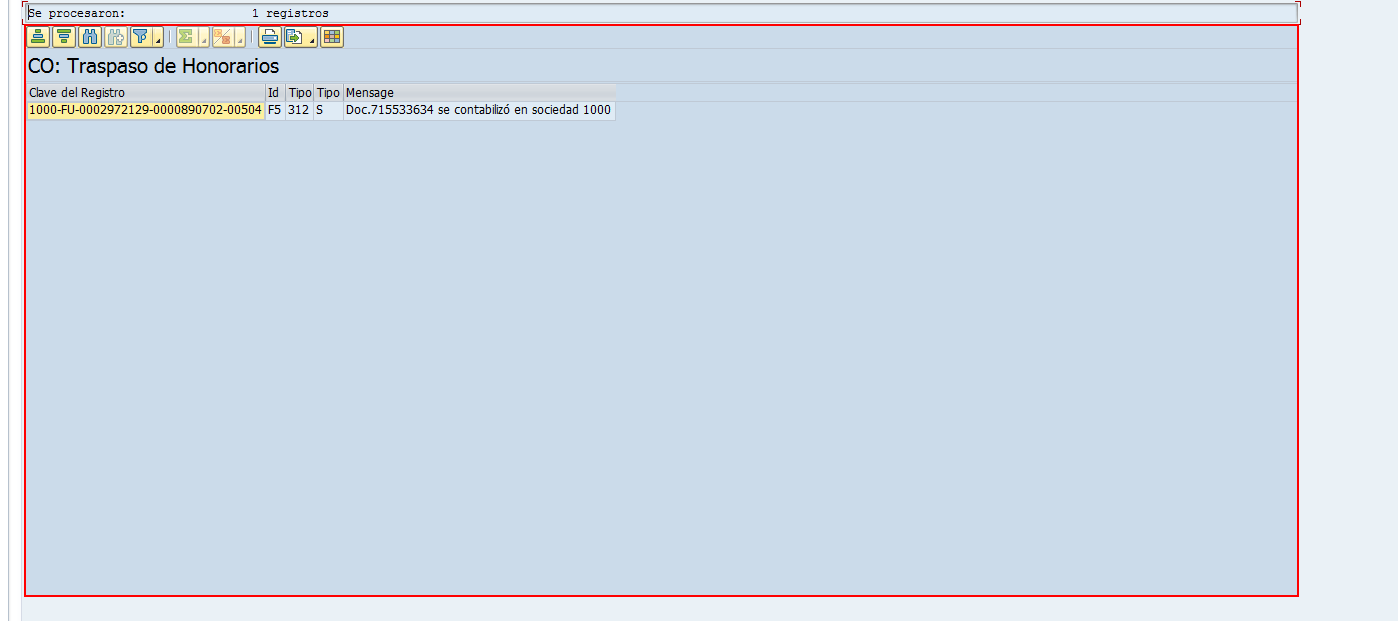 Se procesaron: 1 registros
CO: Traspaso de Honorarios
Clave del Registro Id Tipo Tipo Mensage
1000-FU-0002972129-0000890702-00504 F5 312 S Doc.715533634 se contabilizó en sociedad 1000